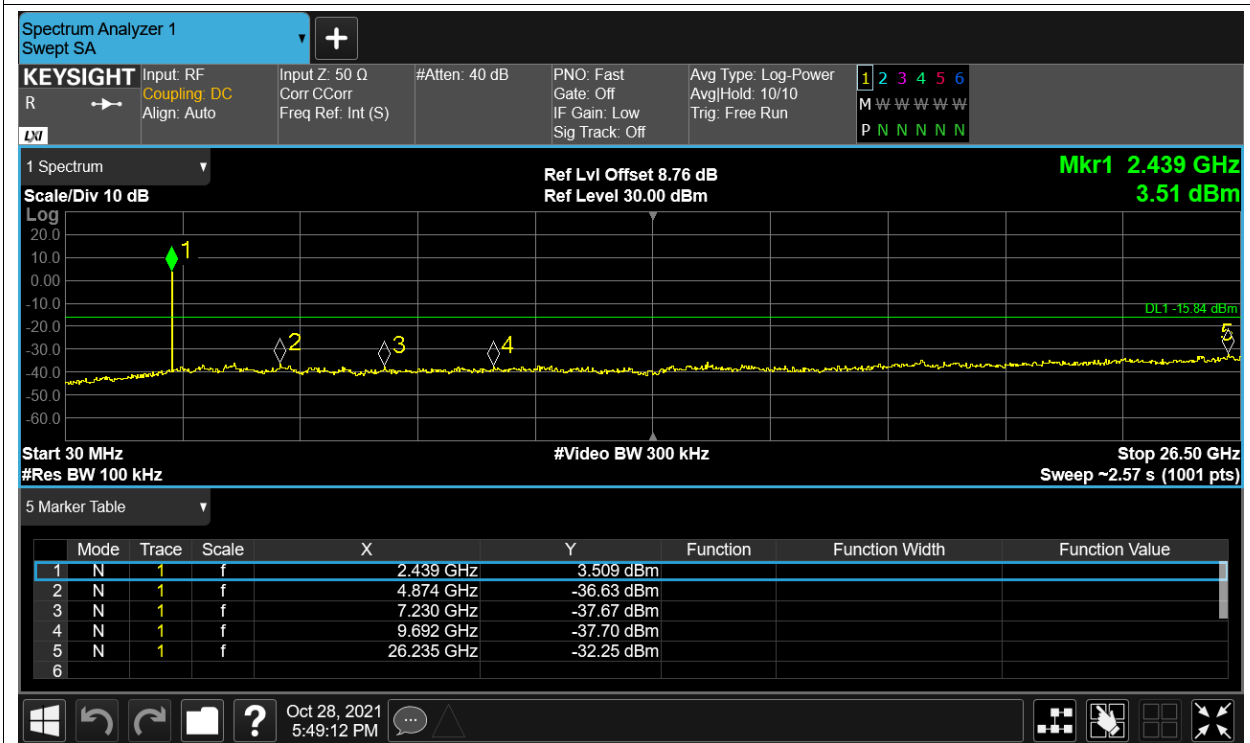 Spectrum Analyzer 1
Swept SA
KEYSIGHT
R
LXI
Input: RF
Coupling: DC
Align: Auto
Input Z: 50 Ω
Corr CCorr
Freq Ref: Int (S)
#Atten: 40 dB
PNO: Fast
Gate: Off
IF Gain: Low
Sig Track: Off
Avg Type: Log-Power
Avg|Hold: 10/10
Trig: Free Run
1 2 3 4 5 6
M W W W W W
P N N N N N
1 Spectrum
Scale/Div 10 dB
Ref Lvl Offset 8.76 dB
Ref Level 30.00 dBm
Mkr1 2.439 GHz
3.51 dBm
Log
20.0
10.0
0.00
-10.0
-20.0
-30.0
-40.0
-50.0
-60.0
1
2
3
4
5
DL1 -15.84 dBm
Start 30 MHz
#Video BW 300 kHz
Stop 26.50 GHz
#Res BW 100 kHz
Sweep ~2.57 s (1001 pts)
5 Marker Table
Mode Trace Scale X Y Function Function Width Function Value
1 N 1 f 2.439 GHz 3.509 dBm
2 N 1 f 4.874 GHz -36.63 dBm
3 N 1 f 7.230 GHz -37.67 dBm
4 N 1 f 9.692 GHz -37.70 dBm
5 N 1 f 26.235 GHz -32.25 dBm
6
?
Oct 28, 2021
5:49:12 PM